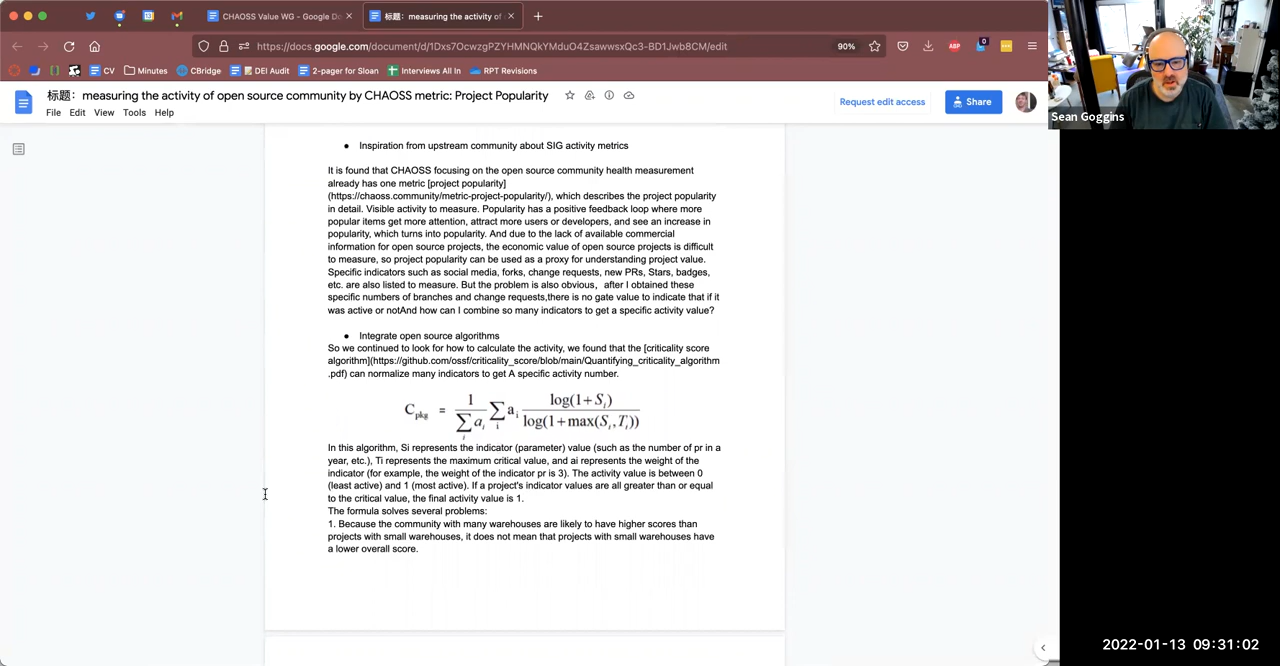 CHAOSS Value WG - Google Do
标题：measuring the activity of
https://docs.google.com/document/d/1Dxs7OcwzgPZYHMNQkYMduO4ZsawwsxQc3-BD1Jwb8CM/edit
90%
ABP
0
CV
Minutes
CBridge
DEI Audit
2-pager for Sloan
Interviews All In
RPT Revisions
Sean Goggins
标题：measuring the activity of open source community by CHAOSS metric: Project Popularity
File Edit View Tools Help
Request edit access
Share
● Inspiration from upstream community about SIG activity metrics
It is found that CHAOSS focusing on the open source community health measurement
already has one metric [project popularity]
(https://chaoss.community/metric-project-popularity/), which describes the project popularity
in detail. Visible activity to measure. Popularity has a positive feedback loop where more
popular items get more attention, attract more users or developers, and see an increase in
popularity, which turns into popularity. And due to the lack of available commercial
information for open source projects, the economic value of open source projects is difficult
to measure, so project popularity can be used as a proxy for understanding project value.
Specific indicators such as social media, forks, change requests, new PRs, Stars, badges,
etc. are also listed to measure. But the problem is also obvious，after I obtained these
specific numbers of branches and change requests,there is no gate value to indicate that if it
was active or notAnd how can I combine so many indicators to get a specific activity value?
● Integrate open source algorithms
So we continued to look for how to calculate the activity, we found that the [criticality score
algorithm](https://github.com/ossf/criticality_score/blob/main/Quantifying_criticality_algorithm
.pdf) can normalize many indicators to get A specific activity number.
C_pkg = 1 / ∑_i a_i ∑_i a_i log(1+S_i) / log(1+max(S_i,T_i))
In this algorithm, Si represents the indicator (parameter) value (such as the number of pr in a
year, etc.), Ti represents the maximum critical value, and ai represents the weight of the
indicator (for example, the weight of the indicator pr is 3). The activity value is between 0
(least active) and 1 (most active). If a project's indicator values are all greater than or equal
to the critical value, the final activity value is 1.
The formula solves several problems:
1. Because the community with many warehouses are likely to have higher scores than
projects with small warehouses, it does not mean that projects with small warehouses have
a lower overall score.
2022-01-13 09:31:02